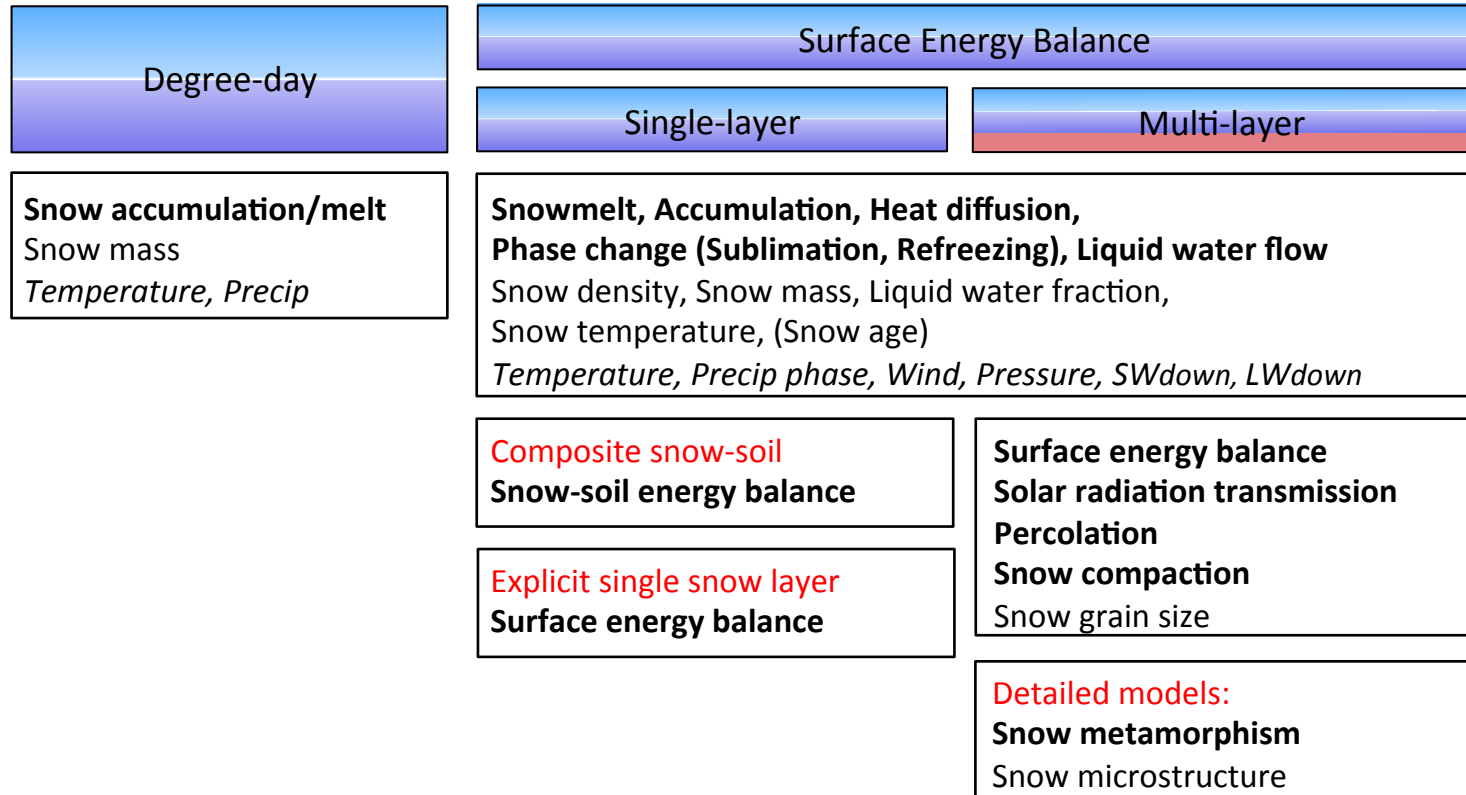 Degree-day
Surface Energy Balance
Single-layer
Multi-layer
Snow accumulation/melt
Snow mass
Temperature, Precip
Snowmelt, Accumulation, Heat diffusion,
Phase change (Sublimation, Refreezing), Liquid water flow
Snow density, Snow mass, Liquid water fraction,
Snow temperature, (Snow age)
Temperature, Precip phase, Wind, Pressure, SWdown, LWdown
Composite snow-soil
Snow-soil energy balance
Explicit single snow layer
Surface energy balance
Surface energy balance
Solar radiation transmission
Percolation
Snow compaction
Snow grain size
Detailed models:
Snow metamorphism
Snow microstructure